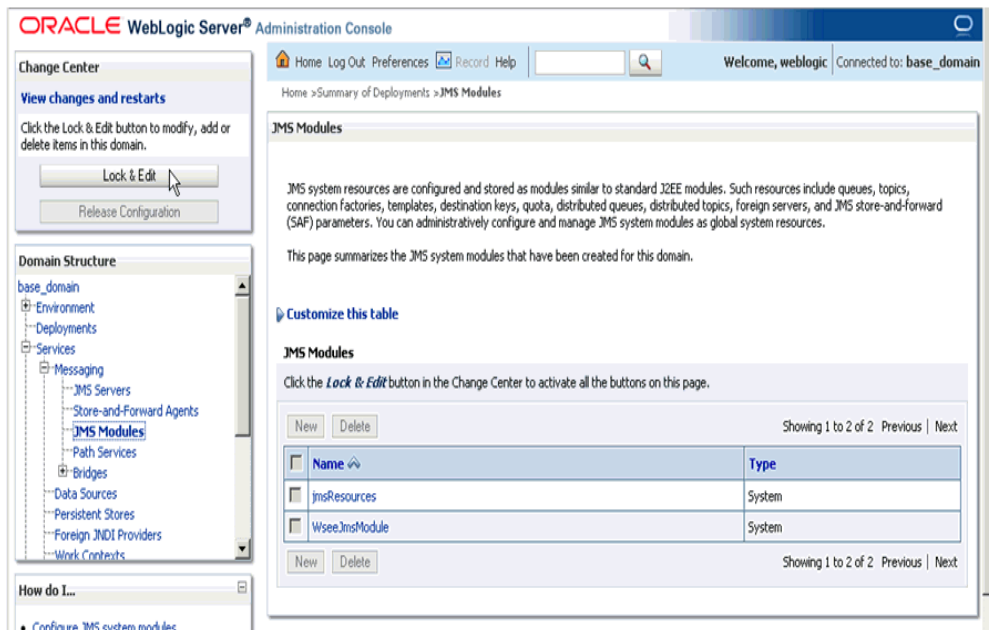 ORACLE WebLogic Server® Administration Console
Change Center
View changes and restarts
Click the Lock & Edit button to modify, add or
delete items in this domain.
Lock & Edit
Release Configuration
Domain Structure
base_domain
Environment
Deployments
Services
Messaging
JMS Servers
Store-and-Forward Agents
JMS Modules
Path Services
Bridges
Data Sources
Persistent Stores
Foreign JNDI Providers
Work Contexts
How do I...
Configure JMS system modules
Home Log Out Preferences Record Help
Welcome, weblogic Connected to: base_domain
Home >Summary of Deployments >JMS Modules
JMS Modules
JMS system resources are configured and stored as modules similar to standard J2EE modules. Such resources include queues, topics,
connection factories, templates, destination keys, quota, distributed queues, distributed topics, foreign servers, and JMS store-and-forward
(SAF) parameters. You can administratively configure and manage JMS system modules as global system resources.
This page summarizes the JMS system modules that have been created for this domain.
Customize this table
JMS Modules
Click the Lock & Edit button in the Change Center to activate all the buttons on this page.
New Delete Showing 1 to 2 of 2 Previous | Next
Name Type
jmsResources System
WseeJmsModule System
New Delete Showing 1 to 2 of 2 Previous | Next